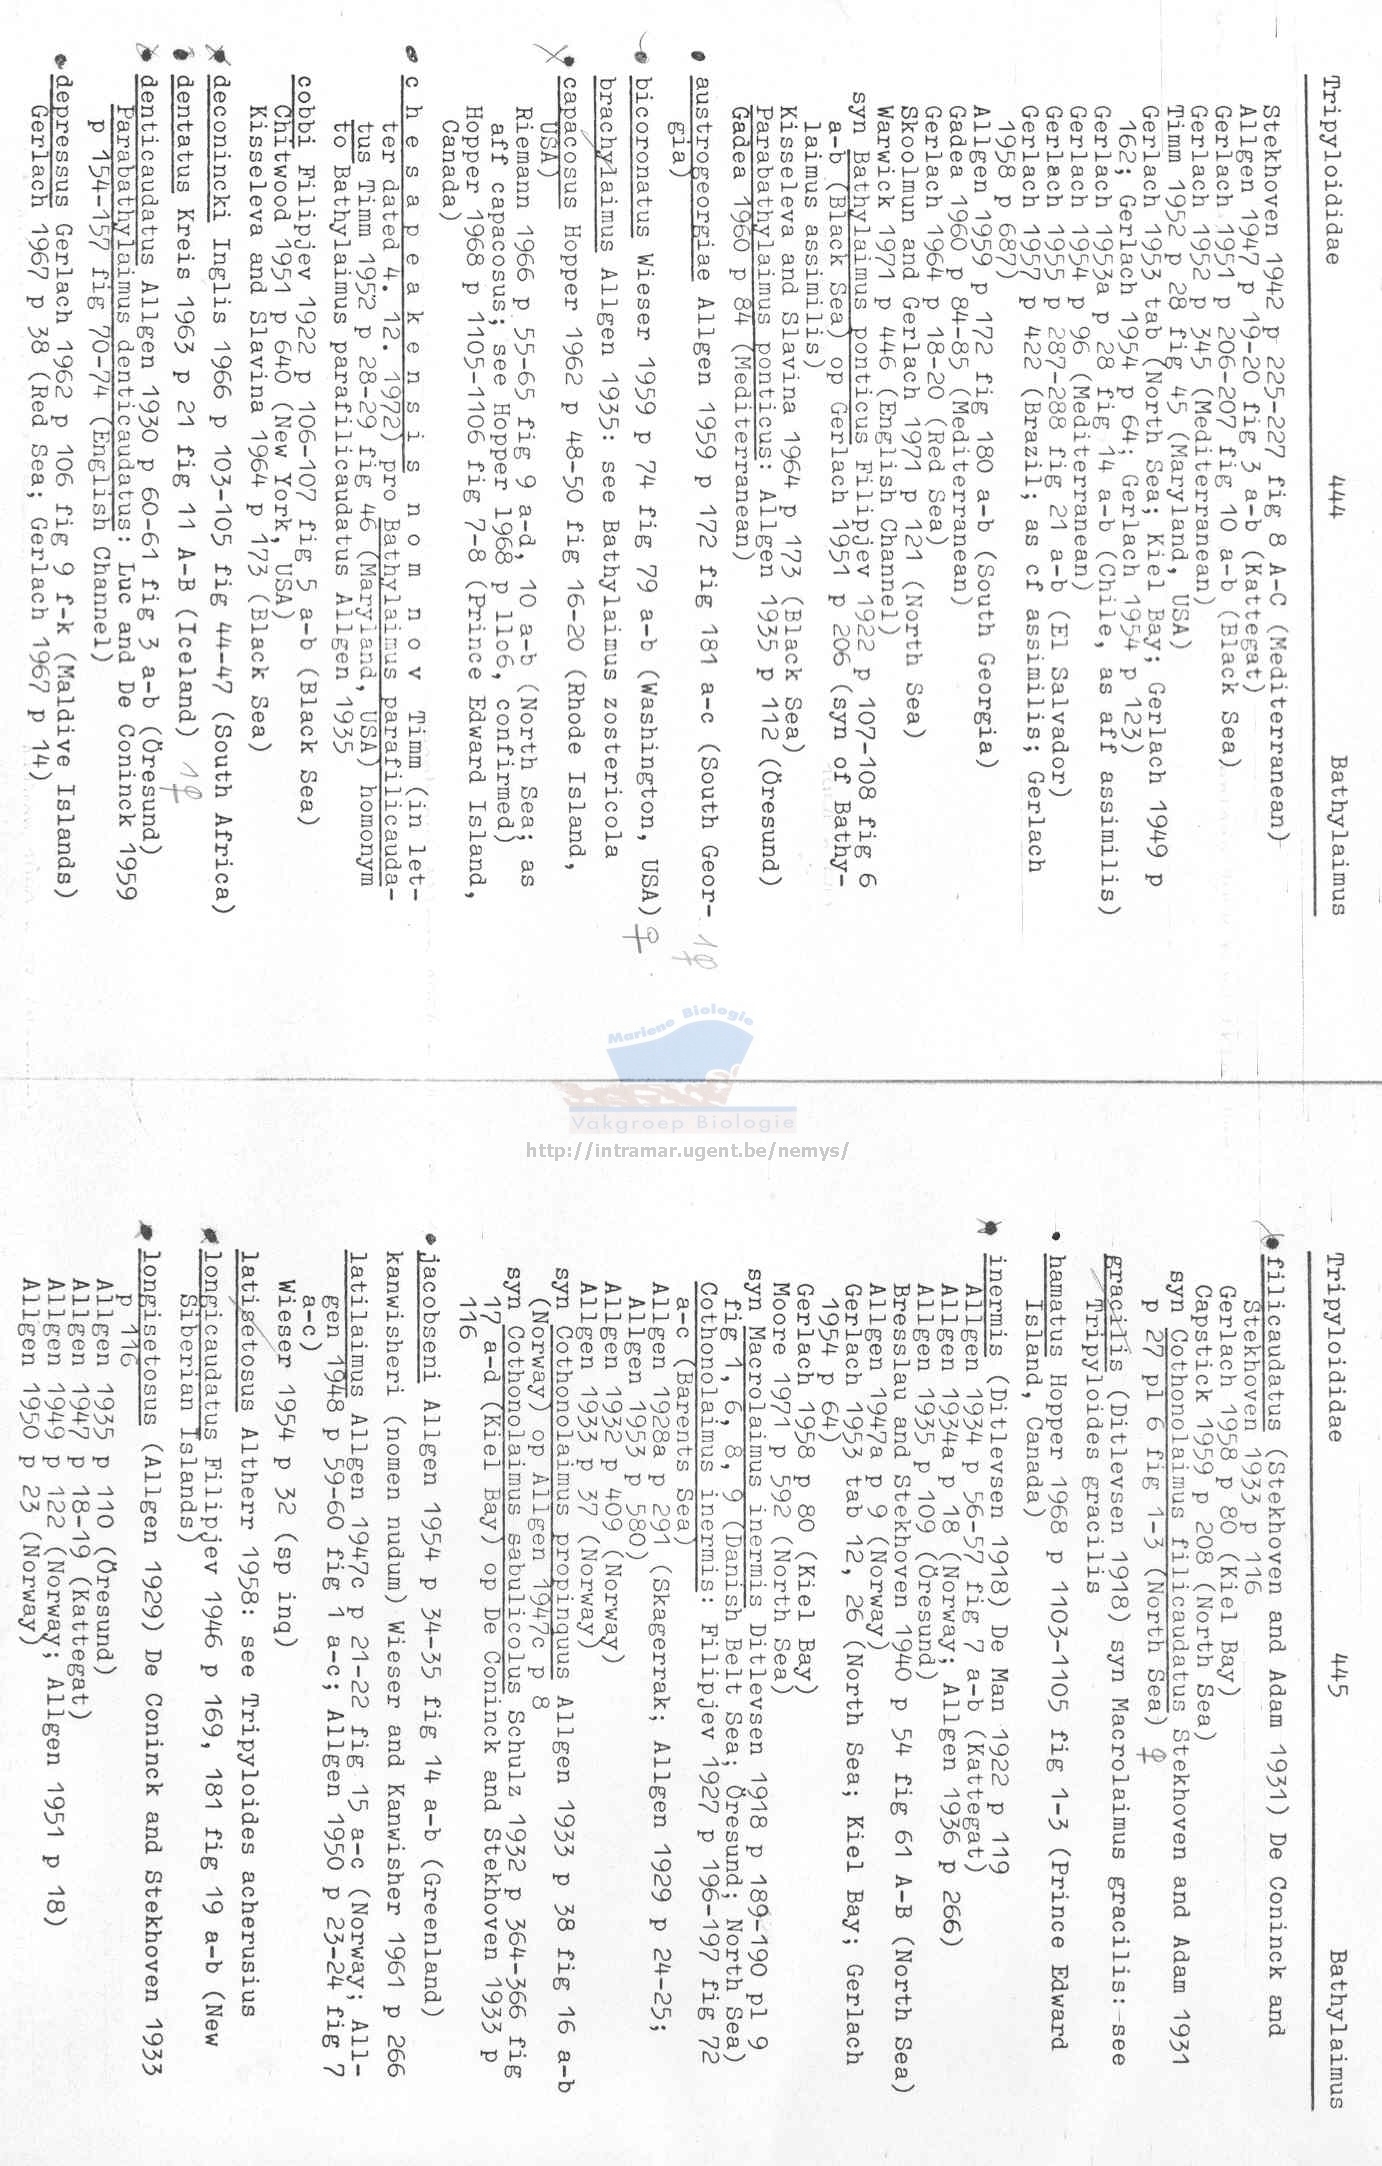 Tripyloididae 444 Bathylaimus
Stekhoven 1942 p 225-227 fig 8 A-C (Mediterranean)
Allgen 1947 p 19-20 fig 3 a-b (Kattegat)
Gerlach 1951 p 206-207 fig 10 a-b (Black Sea)
Gerlach 1952 p 345 (Mediterranean)
Timm 1952 p 28 fig 45 (Maryland, USA)
Gerlach 1953 tab (North Sea; Kiel Bay; Gerlach 1949 p
162; Gerlach 1954 p 64; Gerlach 1954 p 123)
Gerlach 1953a p 28 fig 14 a-b (Chile, as aff assimilis)
Gerlach 1954 p 96 (Mediterranean)
Gerlach 1955 p 287-288 fig 21 a-b (El Salvador)
Gerlach 1957 p 422 (Brazil; as cf assimilis; Gerlach
1958 p 687)
Allgen 1959 p 172 fig 180 a-b (South Georgia)
Gadea 1960 p 84-85 (Mediterranean)
Gerlach 1964 p 18-20 (Red Sea)
Skoolmun and Gerlach 1971 p 121 (North Sea)
Warwick 1971 p 446 (English Channel)
syn Bathylaimus ponticus Filipjev 1922 p 107-108 fig 6
a-b (Black Sea) op Gerlach 1951 p 206 (syn of Bathy-
laimus assimilis)
Kisseleva and Slavina 1964 p 173 (Black Sea)
Parabathylaimus ponticus: Allgen 1935 p 112 (Öresund)
Gadea 1960 p 84 (Mediterranean)
austrogeorgiae Allgen 1959 p 172 fig 181 a-c (South Geor- 1♀
gia)
bicoronatus Wieser 1959 p 74 fig 79 a-b (Washington, USA) ♀
brachylaimus Allgen 1935: see Bathylaimus zostericola
capacosus Hopper 1962 p 48-50 fig 16-20 (Rhode Island,
USA)
Riemann 1966 p 55-65 fig 9 a-d, 10 a-b (North Sea; as
aff capacosus; see Hopper 1968 p 11o6, confirmed)
Hopper 1968 p 1105-1106 fig 7-8 (Prince Edward Island,
Canada)
c h e s a p e a k e n s i s n o m n o v Timm (in let-
ter dated 4. 12. 1972) pro Bathylaimus parafilicauda-
tus Timm 1952 p 28-29 fig 46 (Maryland, USA) homonym
to Bathylaimus parafilicaudatus Allgen 1935
cobbi Filipjev 1922 p 106-107 fig 5 a-b (Black Sea)
Chitwood 1951 p 640 (New York, USA)
Kisseleva and Slavina 1964 p 173 (Black Sea)
deconincki Inglis 1966 p 103-105 fig 44-47 (South Africa)
dentatus Kreis 1963 p 21 fig 11 A-B (Iceland) 1♀
denticaudatus Allgen 1930 p 60-61 fig 3 a-b (Öresund)
Parabathylaimus denticaudatus: Luc and De Coninck 1959
p 154-157 fig 70-74 (English Channel)
depressus Gerlach 1962 p 106 fig 9 f-k (Maldive Islands)
Gerlach 1967 p 38 (Red Sea; Gerlach 1967 p 14)
Mariene Biologie
Vakgroep Biologie
http://intramar.ugent.be/nemys/
Tripyloididae 445 Bathylaimus
filicaudatus (Stekhoven and Adam 1931) De Coninck and
Stekhoven 1933 p 116
Gerlach 1958 p 80 (Kiel Bay)
Capstick 1959 p 208 (North Sea)
syn Cothonolaimus filicaudatus Stekhoven and Adam 1931
p 27 pl 6 fig 1-3 (North Sea) ♀
gracilis (Ditlevsen 1918) syn Macrolaimus gracilis: see
Tripyloides gracilis
hamatus Hopper 1968 p 1103-1105 fig 1-3 (Prince Edward
Island, Canada)
inermis (Ditlevsen 1918) De Man 1922 p 119
Allgen 1934 p 56-57 fig 7 a-b (Kattegat)
Allgen 1934a p 18 (Norway; Allgen 1936 p 266)
Allgen 1935 p 109 (Öresund)
Bresslau and Stekhoven 1940 p 54 fig 61 A-B (North Sea)
Allgen 1947a p 9 (Norway)
Gerlach 1953 tab 12, 26 (North Sea; Kiel Bay; Gerlach
1954 p 64)
Gerlach 1958 p 80 (Kiel Bay)
Moore 1971 p 592 (North Sea)
syn Macrolaimus inermis Ditlevsen 1918 p 189-190 pl 9
fig 1, 6, 8, 9 (Danish Belt Sea; Öresund; North Sea)
Cothonolaimus inermis: Filipjev 1927 p 196-197 fig 72
a-c (Barents Sea)
Allgen 1928a p 291 (Skagerrak; Allgen 1929 p 24-25;
Allgen 1953 p 580)
Allgen 1932 p 409 (Norway)
Allgen 1933 p 37 (Norway)
syn Cothonolaimus propinquus Allgen 1933 p 38 fig 16 a-b
(Norway) op Allgen 1947c p 8
syn Cothonolaimus sabulicolus Schulz 1932 p 364-366 fig
17 a-d (Kiel Bay) op De Coninck and Stekhoven 1933 p
116
jacobseni Allgen 1954 p 34-35 fig 14 a-b (Greenland)
kanwisheri (nomen nudum) Wieser and Kanwisher 1961 p 266
latilaimus Allgen 1947c p 21-22 fig 15 a-c (Norway; All-
gen 1948 p 59-60 fig 1 a-c; Allgen 1950 p 23-24 fig 7
a-c)
Wieser 1954 p 32 (sp inq)
latisetosus Altherr 1958: see Tripyloides acherusius
longicaudatus Filipjev 1946 p 169, 181 fig 19 a-b (New
Siberian Islands)
longisetosus (Allgen 1929) De Coninck and Stekhoven 1933
p 116
Allgen 1935 p 110 (Öresund)
Allgen 1947 p 18-19 (Kattegat)
Allgen 1949 p 122 (Norway; Allgen 1951 p 18)
Allgen 1950 p 23 (Norway)